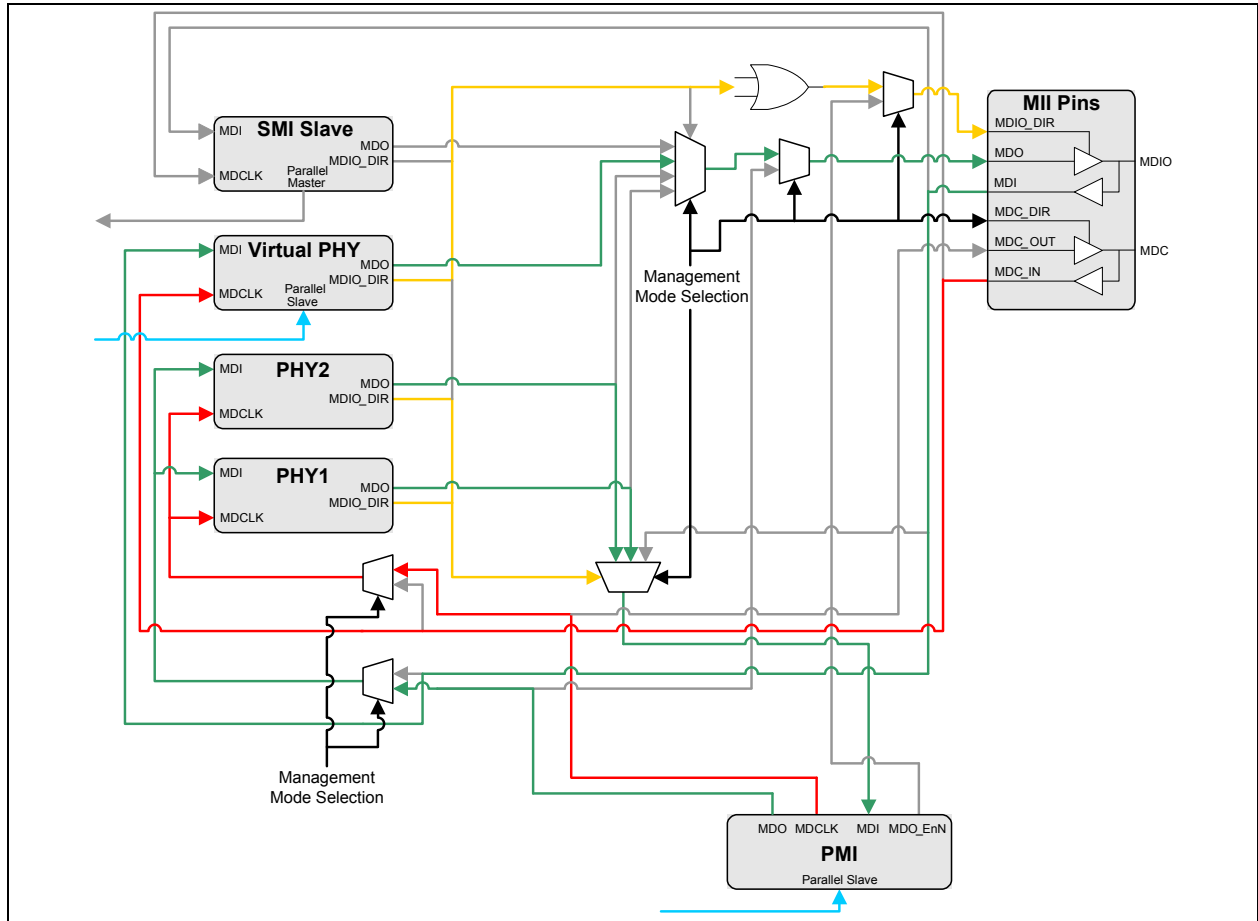 MII Pins
MDIO_DIR
MDO
MDIO
MDI
MDC_DIR
MDC_OUT
MDC
MDC_IN
SMI Slave
MDI
MDO
MDIO_DIR
MDCLK
Parallel
Master
Virtual PHY
MDI
MDO
MDIO_DIR
MDCLK
Parallel
Slave
Management
Mode Selection
PHY2
MDI
MDO
MDIO_DIR
MDCLK
PHY1
MDI
MDO
MDIO_DIR
MDCLK
Management
Mode Selection
MDO MDCLK MDI MDO_EnN
PMI
Parallel Slave